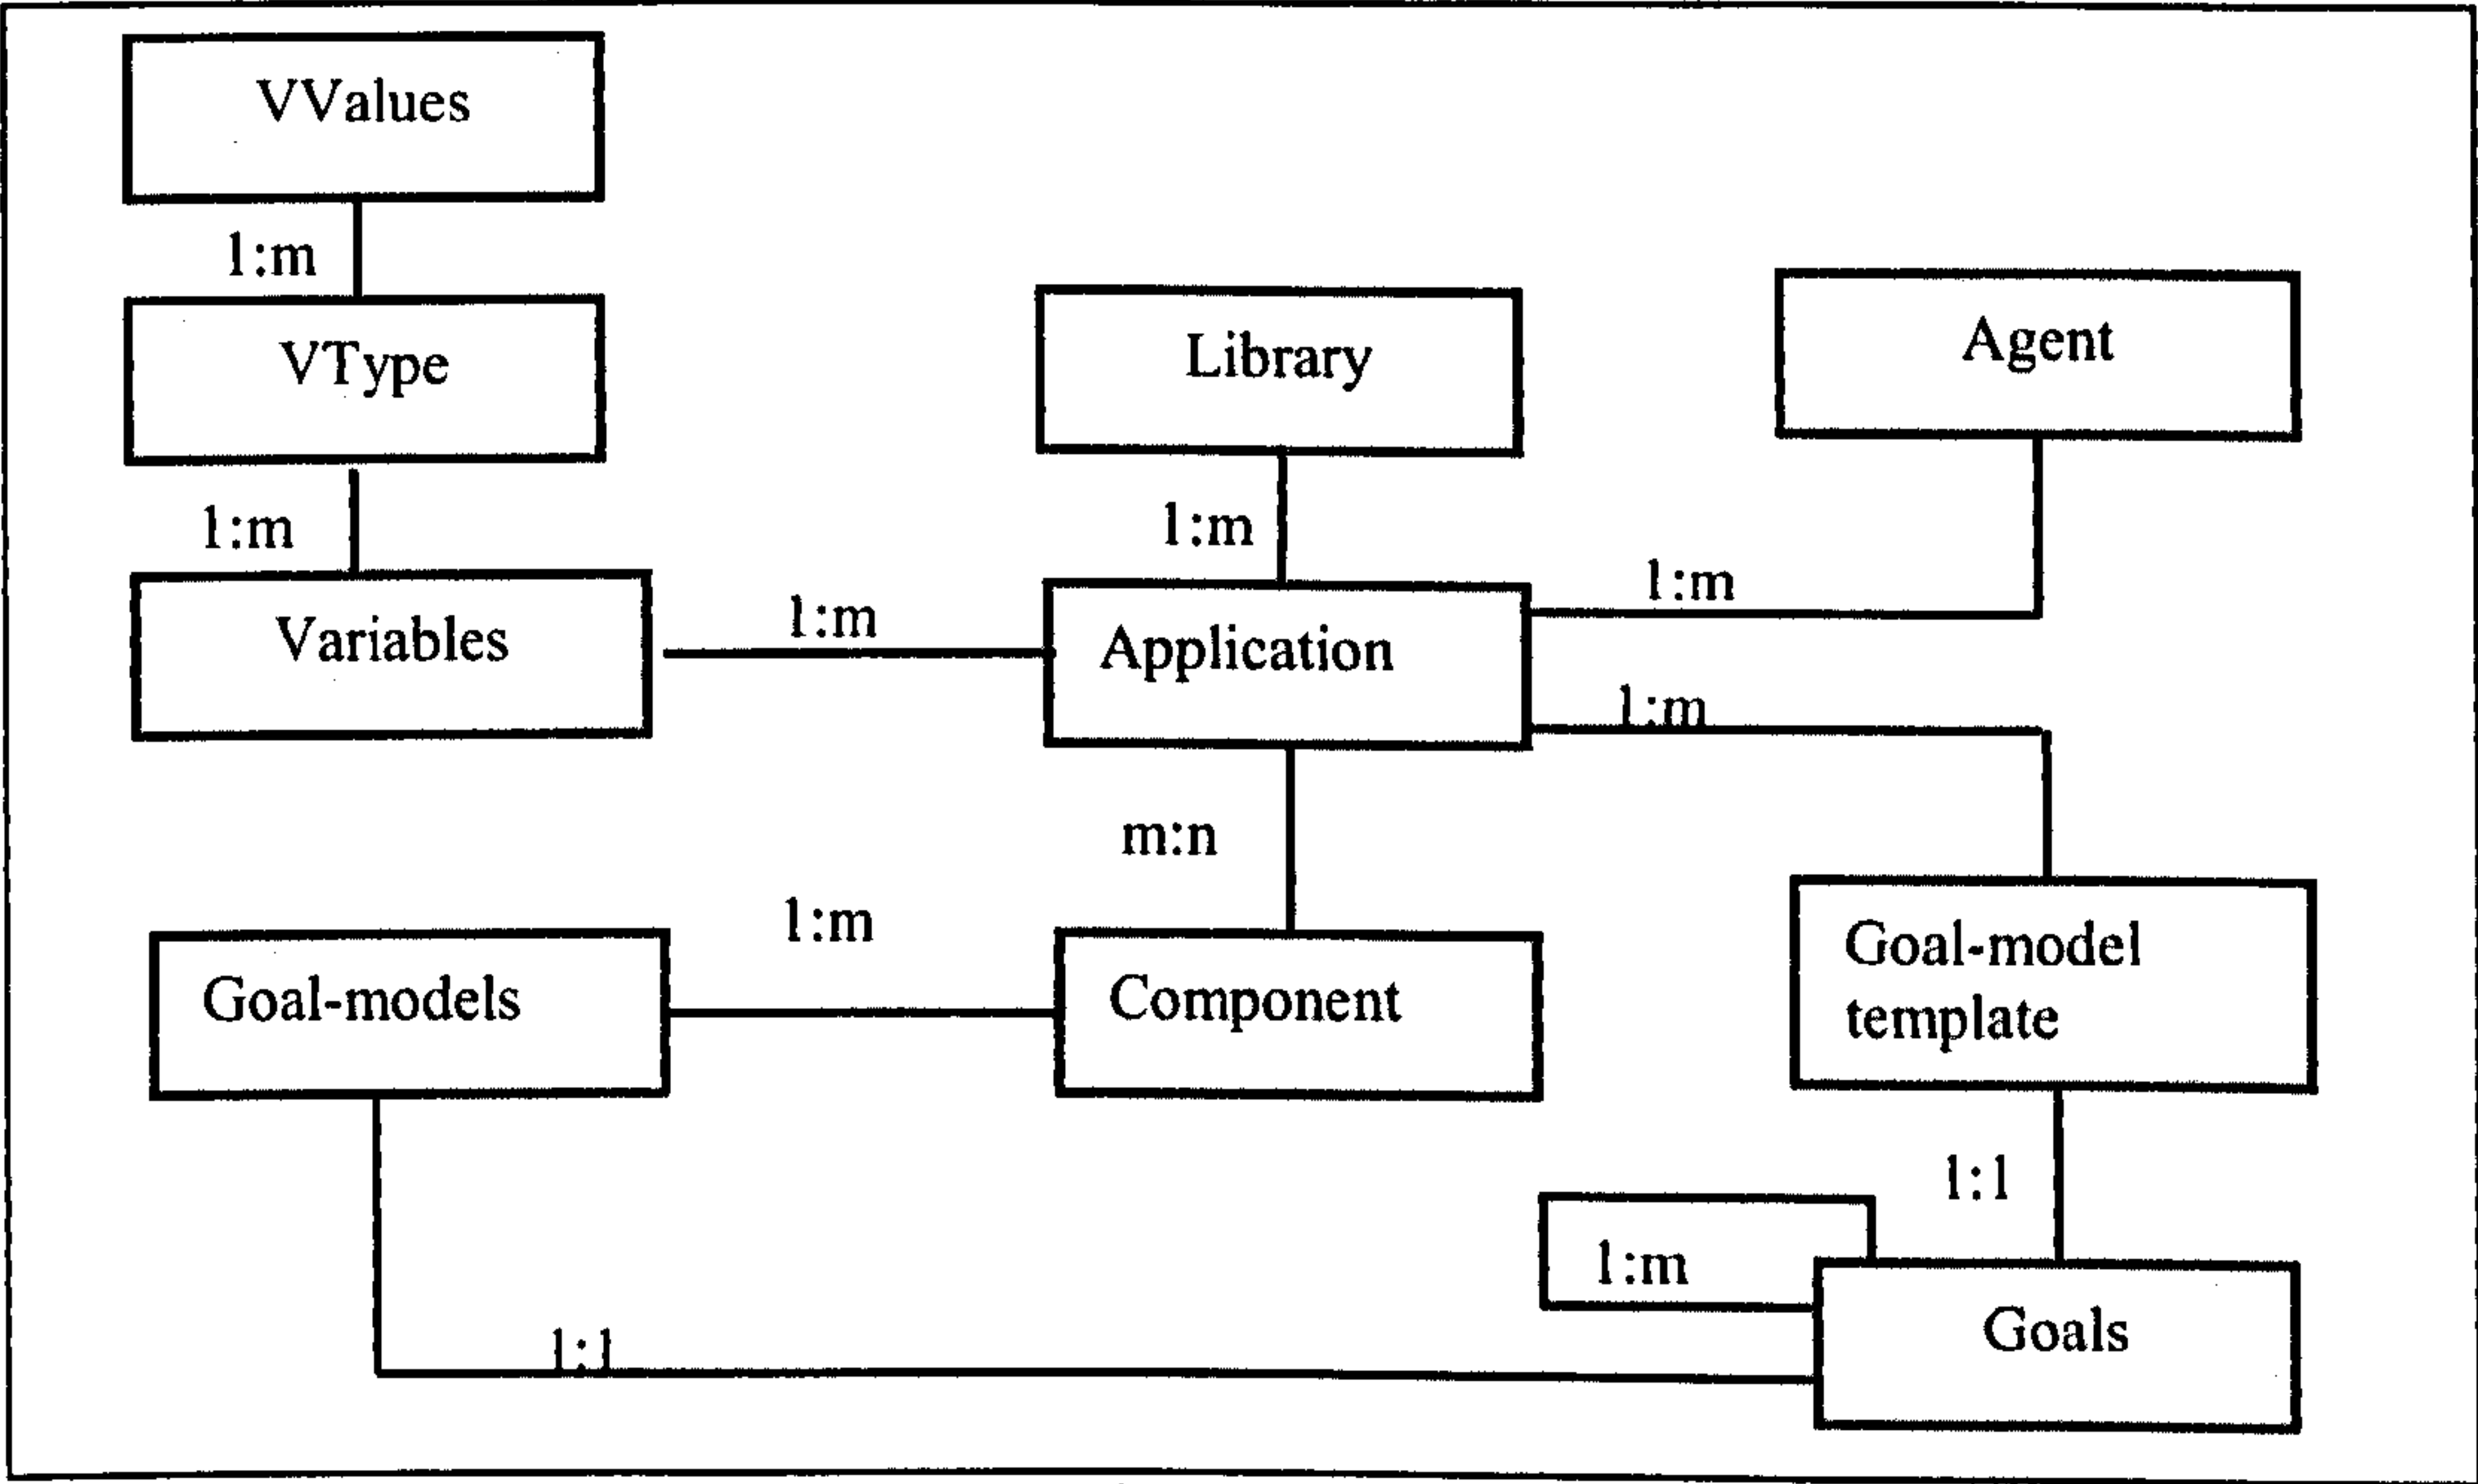 VValues
1:m
VType
Library
Agent
1:m
1:m
1:m
Variables
1:m
Application
1:m
m:n
1:m
Goal-models
Component
Goal-model
template
1:1
1:m
Goals
1:1